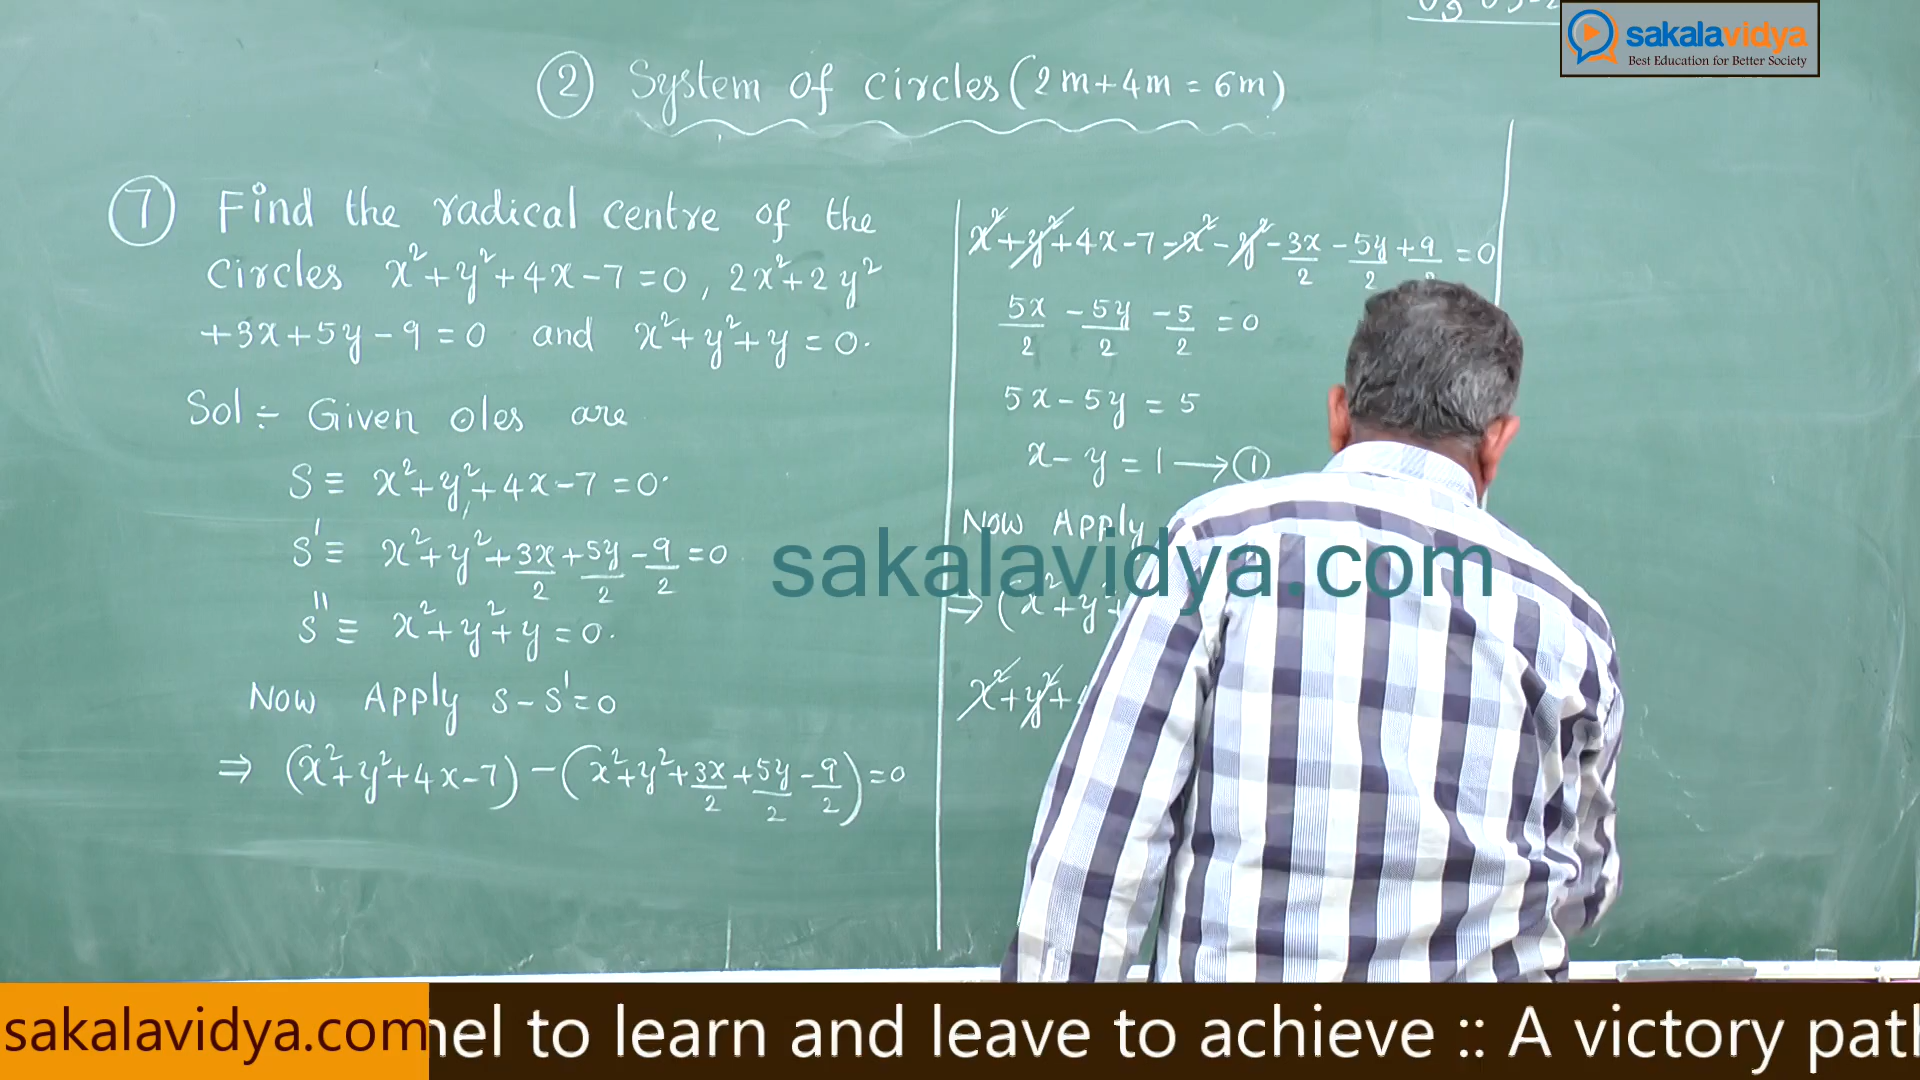 sakalavidya
Best Education for Better Society
② System of circles (2m+4m = 6m)
⑦ Find the radical centre of the
circles x²+y²+4x-7=0, 2x²+2y²
+3x+5y-9=0 and x²+y²+y=0.
Sol ÷ Given ⊙les are
S ≡ x²+y²+4x-7=0.
S' ≡ x²+y²+3x/2+5y/2-9/2=0
S'' ≡ x²+y²+y=0.
Now Apply S-S'=0
⇒ (x²+y²+4x-7) - (x²+y²+3x/2+5y/2-9/2)=0
x²+y²+4x-7-x²-y²-3x/2-5y/2+9/2=0
5x/2 -5y/2 -5/2 =0
5x-5y=5
x-y=1→①
Now Apply
⇒ (x²+y²+
x²+y²+
sakalavidya.com
sakalavidya.com
to learn and leave to achieve :: A victory